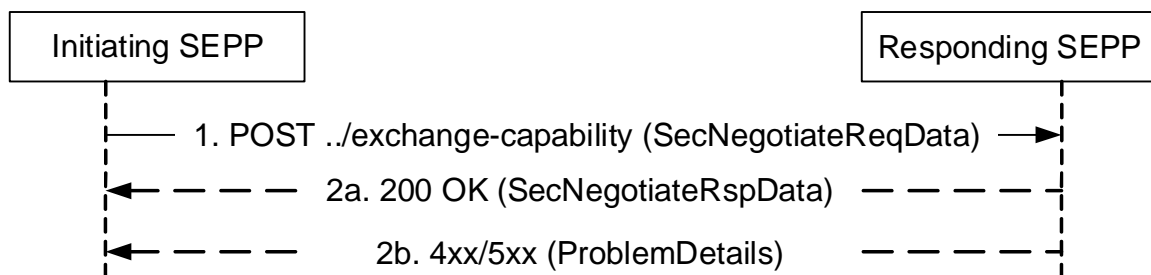 Initiating SEPP
Responding SEPP
1. POST ../exchange-capability (SecNegotiateReqData)
2a. 200 OK (SecNegotiateRspData)
2b. 4xx/5xx (ProblemDetails)